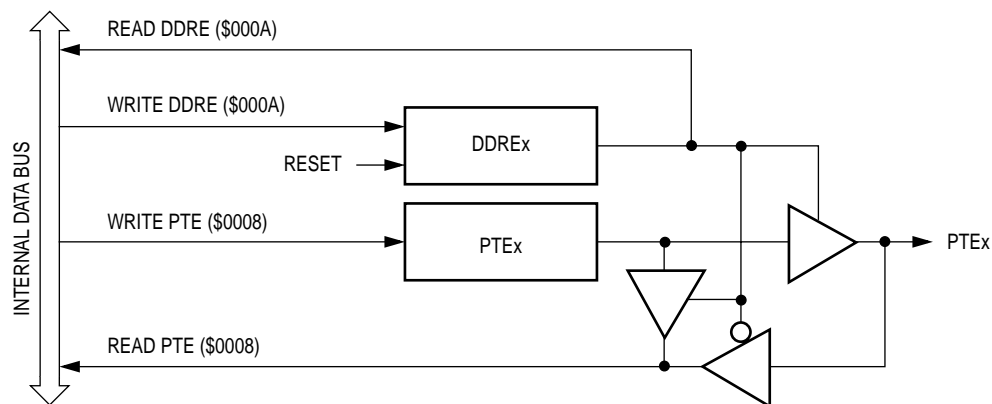 READ DDRE ($000A)
WRITE DDRE ($000A)
DDREx
RESET
WRITE PTE ($0008)
PTEx
PTEx
READ PTE ($0008)
INTERNAL DATA BUS